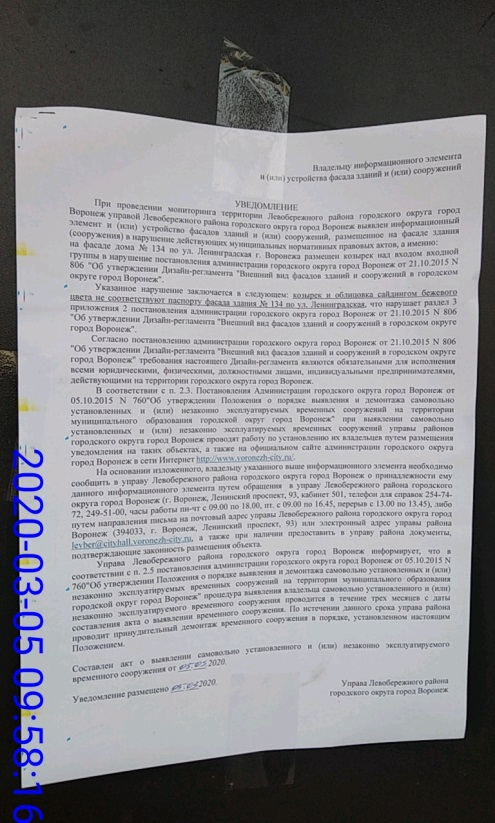 Владельцу информационного элемента
и (или) устройства фасада зданий и (или) сооружений
УВЕДОМЛЕНИЕ
При проведении мониторинга территории Левобережного района городского округа город
Воронеж управой Левобережного района городского округа город Воронеж выявлен информационный
элемент и (или) устройство фасадов зданий и (или) сооружений, размещенное на фасаде здания
(сооружения) в нарушение действующих муниципальных нормативных правовых актов, а именно:
на фасаде дома № 134 по ул. Ленинградская г. Воронежа размещен козырек над входом входной
группы в нарушение постановления администрации городского округа город Воронеж от 21.10.2015 N
806 "Об утверждении Дизайн-регламента "Внешний вид фасадов зданий и сооружений в городском
округе город Воронеж".
Указанное нарушение заключается в следующем: козырек и облицовка сайдингом бежевого
цвета не соответствуют паспорту фасада здания № 134 по ул. Ленинградская, что нарушает раздел 3
приложения 2 постановления администрации городского округа город Воронеж от 21.10.2015 N 806
"Об утверждении Дизайн-регламента "Внешний вид фасадов зданий и сооружений в городском округе
город Воронеж".
Согласно постановлению администрации городского округа город Воронеж от 21.10.2015 N 806
"Об утверждении Дизайн-регламента "Внешний вид фасадов зданий и сооружений в городском округе
город Воронеж" требования настоящего Дизайн-регламента являются обязательными для исполнения
всеми юридическими, физическими, должностными лицами, индивидуальными предпринимателями,
действующими на территории городского округа город Воронеж.
В соответствии с п. 2.3. Постановления Администрации городского округа город Воронеж от
05.10.2015 N 760"Об утверждении Положения о порядке выявления и демонтажа самовольно
установленных и (или) незаконно эксплуатируемых временных сооружений на территории
муниципального образования городской округ город Воронеж" при выявлении самовольно
установленных и (или) незаконно эксплуатируемых временных сооружений управы районов
городского округа город Воронеж проводят работу по установлению их владельцев путем размещения
уведомления на таких объектах, а также на официальном сайте администрации городского округа
город Воронеж в сети Интернет http://www.voronezh-city.ru/.
На основании изложенного, владельцу указанного выше информационного элемента необходимо
сообщить в управу Левобережного района городского округа город Воронеж о принадлежности ему
данного информационного элемента путем обращения в управу Левобережного района городского
округа город Воронеж (г. Воронеж, Ленинский проспект, 93, кабинет 501, телефон для справок 254-74-
72, 249-51-00, часы работы пн-чт с 09.00 по 18.00, пт. с 09.00 по 16.45, перерыв с 13.00 по 13.45), либо
путем направления письма на почтовый адрес управы Левобережного района городского округа город
Воронеж (394033, г. Воронеж, Ленинский проспект, 93) или электронный адрес управы района
levber@cityhall.voronezh-city.ru, а также при наличии предоставить в управу района документы,
подтверждающие законность размещения объекта.
Управа Левобережного района городского округа город Воронеж информирует, что в
соответствии с п. 2.5 постановления администрации городского округа город Воронеж от 05.10.2015 N
760"Об утверждении Положения о порядке выявления и демонтажа самовольно установленных и (или)
незаконно эксплуатируемых временных сооружений на территории муниципального образования
городской округ город Воронеж" процедура выявления владельца самовольно установленного и (или)
незаконно эксплуатируемого временного сооружения проводится в течение трех месяцев с даты
составления акта о выявлении временного сооружения. По истечении данного срока управа района
проводит принудительный демонтаж временного сооружения в порядке, установленном настоящим
Положением.
Составлен акт о выявлении самовольно установленного и (или) незаконно эксплуатируемого
временного сооружения от 05.03.2020.
Уведомление размещено 05.03.2020.
Управа Левобережного района
городского округа город Воронеж
2020-03-05 09:58:16